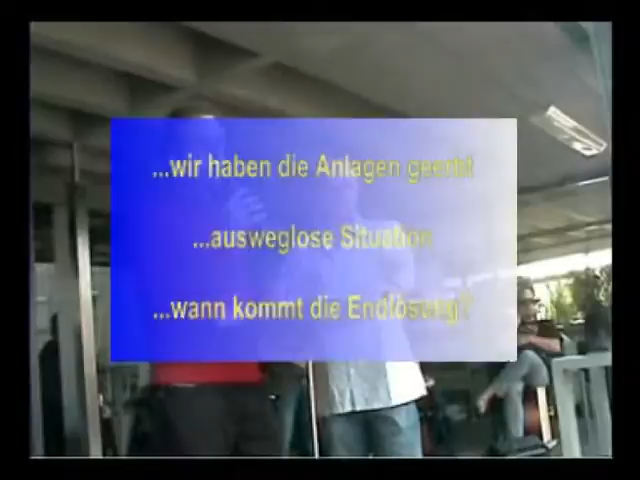 ...wir haben die Anlagen geerbt
...ausweglose Situation
...wann kommt die Endlösung?